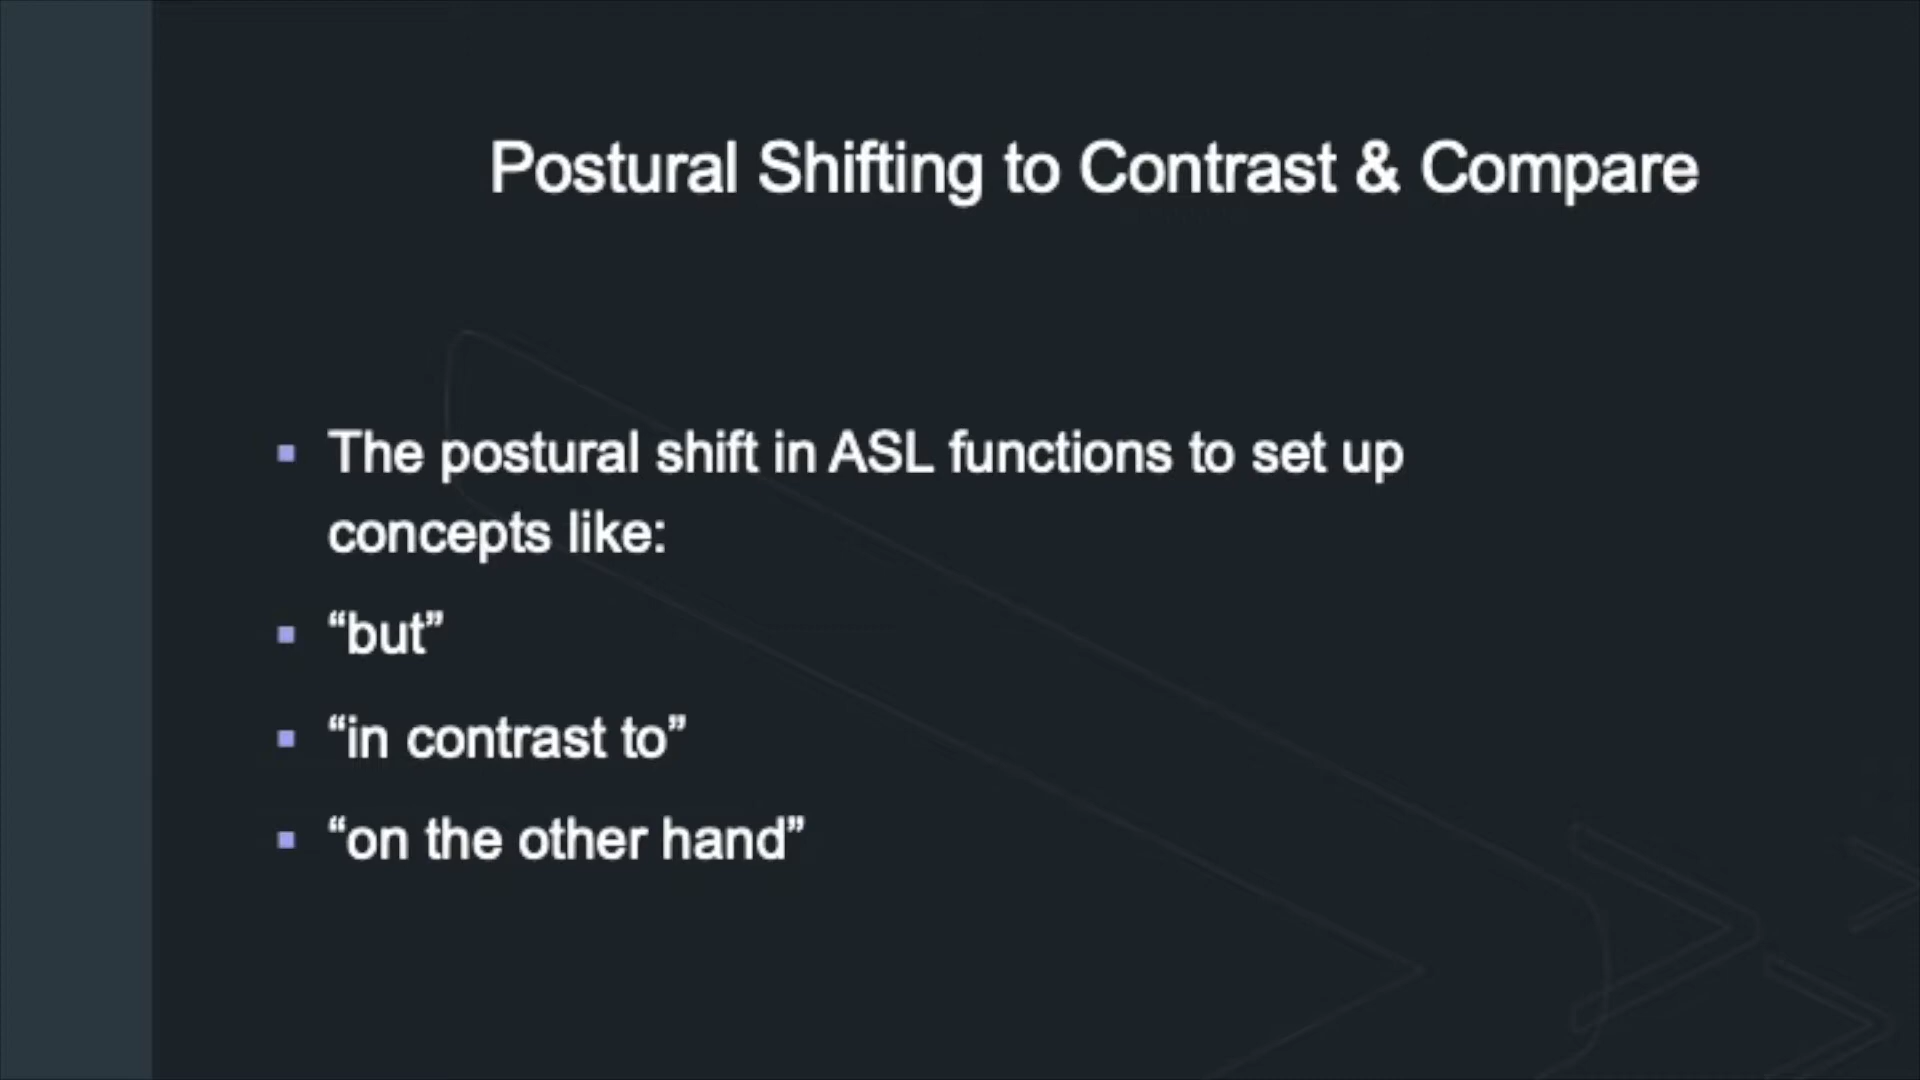 Postural Shifting to Contrast & Compare
▪ The postural shift in ASL functions to set up
concepts like:
▪ “but”
▪ “in contrast to”
▪ “on the other hand”